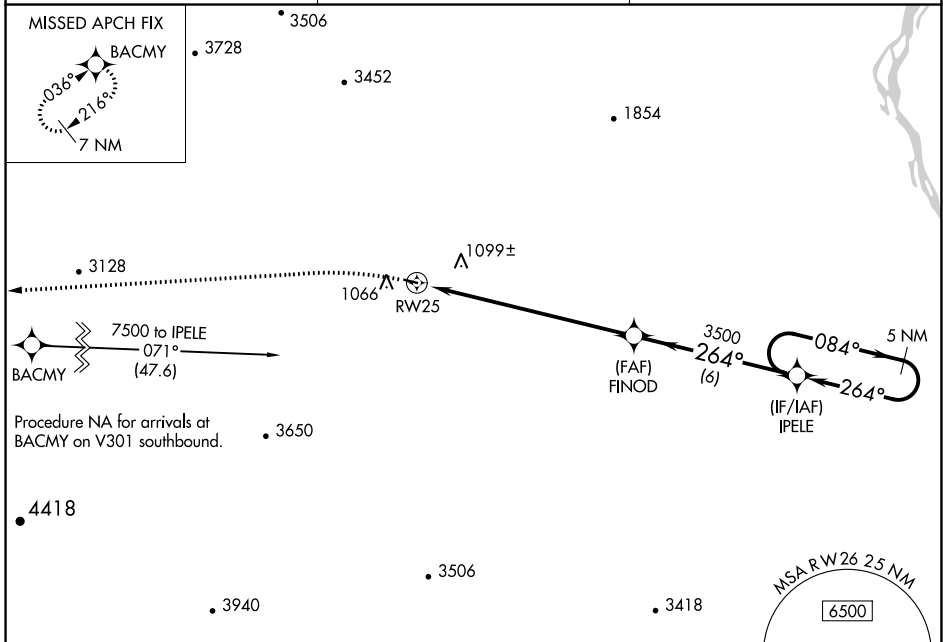 MISSED APCH FIX
BACMY
036°
216°
7 NM
3506
3728
3452
1854
3128
1099±
1066
RW25
7500 to IPELE
071°
(47.6)
BACMY
Procedure NA for arrivals at
BACMY on V301 southbound.
3500
264°
(6)
(FAF)
FINOD
5 NM
084°
264°
(IF/IAF)
IPELE
3650
4418
3506
3940
3418
MSA RW26 25 NM
6500